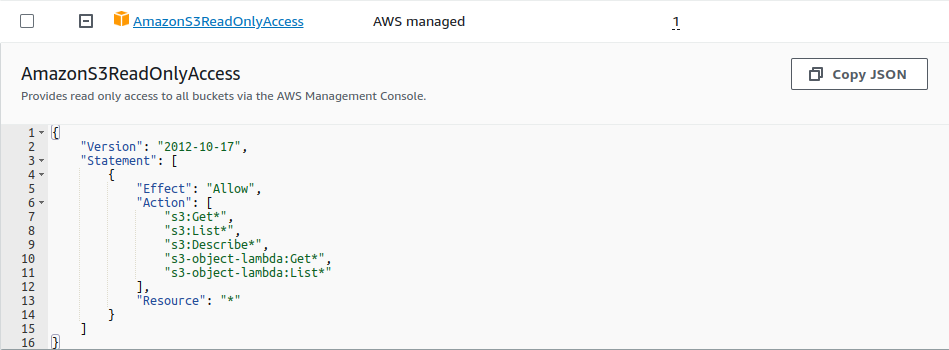 AmazonS3ReadOnlyAccess AWS managed 1
AmazonS3ReadOnlyAccess
Provides read only access to all buckets via the AWS Management Console.
Copy JSON
1 {
2 "Version": "2012-10-17",
3 "Statement": [
4 {
5 "Effect": "Allow",
6 "Action": [
7 "s3:Get*",
8 "s3:List*",
9 "s3:Describe*",
10 "s3-object-lambda:Get*",
11 "s3-object-lambda:List*"
12 ],
13 "Resource": "*"
14 }
15 ]
16 }